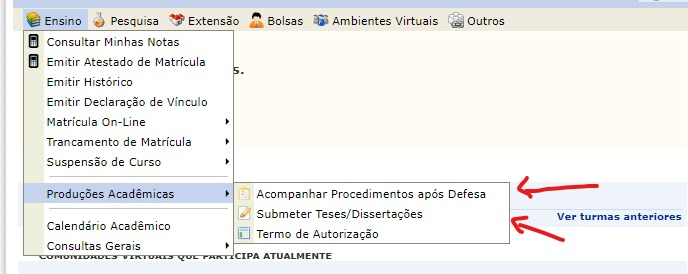 Ensino Pesquisa Extensão Bolsas Ambientes Virtuais Outros
Consultar Minhas Notas
Emitir Atestado de Matrícula
s.
Emitir Histórico
Emitir Declaração de Vínculo
Matrícula On-Line
Trancamento de Matrícula
Suspensão de Curso
Produções Acadêmicas
Acompanhar Procedimentos após Defesa
Submeter Teses/Dissertações
Termo de Autorização
Ver turmas anteriores
Calendário Acadêmico
Consultas Gerais
Comunidades Virtuais que participa atualmente